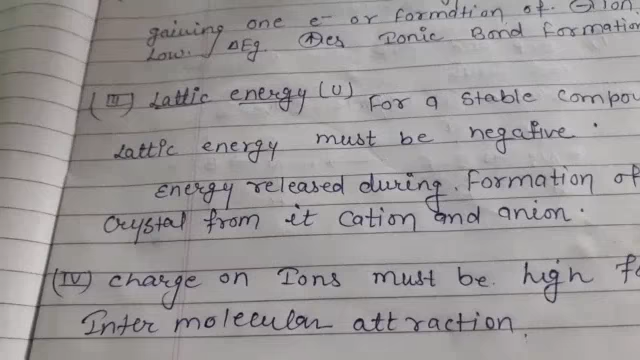 gaining one e⁻ or formation of ⊖ Ion.
Low. ΔEg ⊕es Ionic Bond Formation
(III) Lattic energy (U) For a stable compou
Lattic energy must be negative.
energy released during. Formation of
crystal from it cation and anion.
(IV) charge on Ions must be. high fo
Inter molecular attraction.